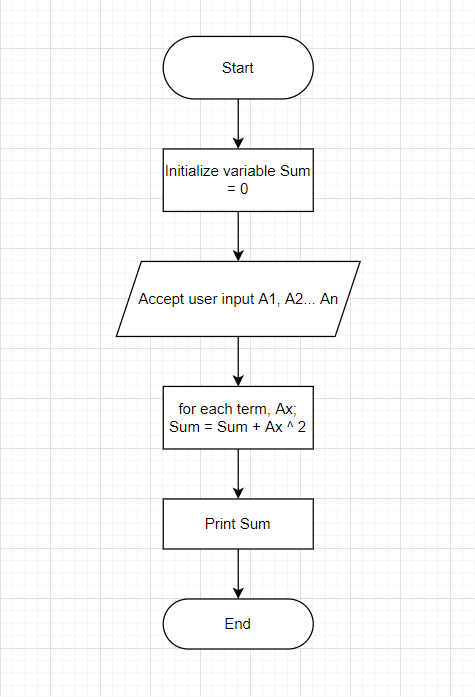 Start
Initialize variable Sum
= 0
Accept user input A1, A2... An
for each term, Ax;
Sum = Sum + Ax ^ 2
Print Sum
End